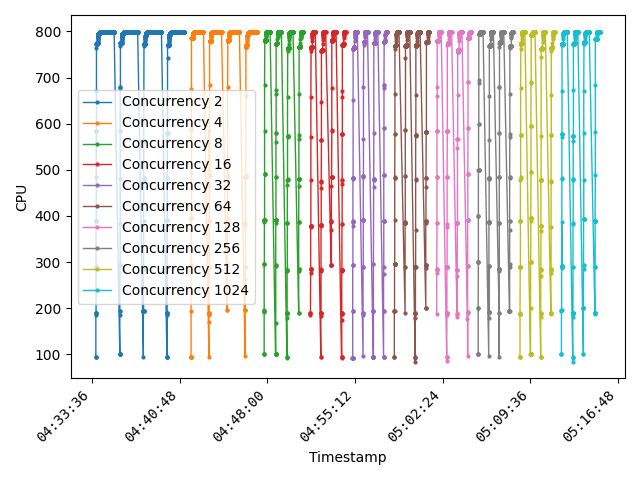 800
700
600
500
400
300
200
100
CPU
Concurrency 2
Concurrency 4
Concurrency 8
Concurrency 16
Concurrency 32
Concurrency 64
Concurrency 128
Concurrency 256
Concurrency 512
Concurrency 1024
04:33:36
04:40:48
04:48:00
04:55:12
05:02:24
05:09:36
05:16:48
Timestamp